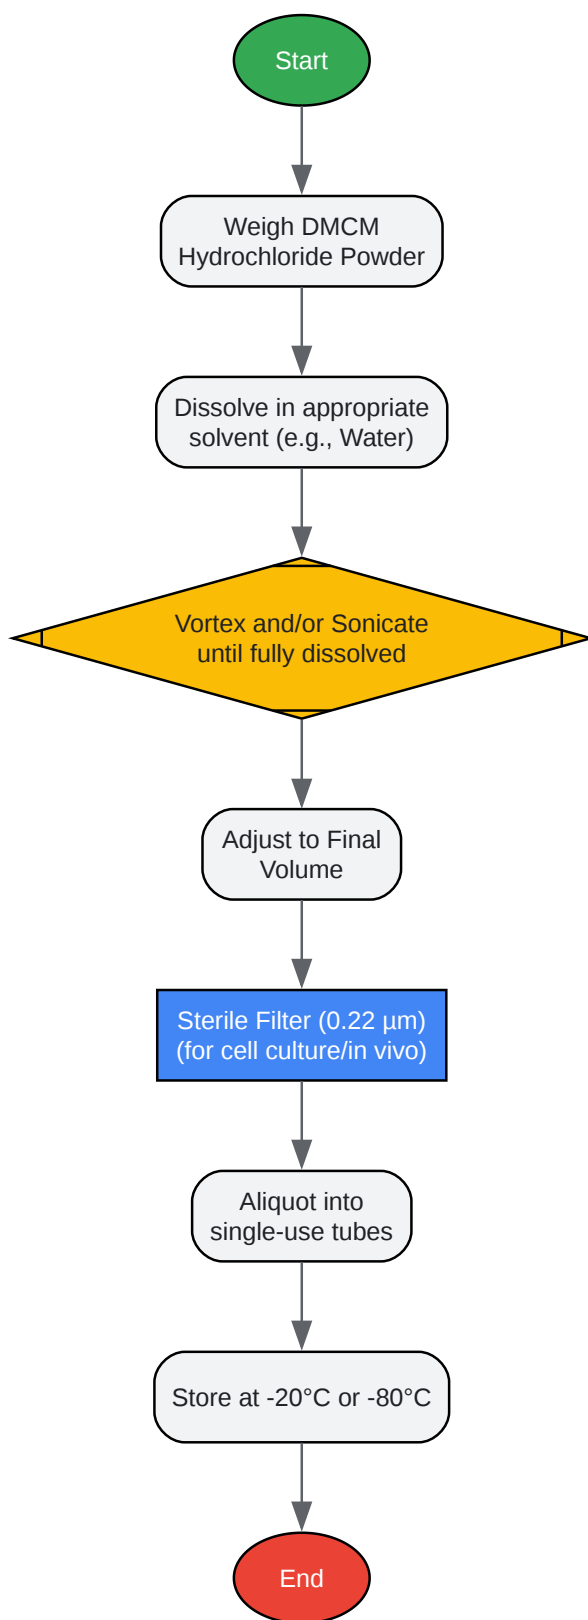 Start
Weigh DMCM
Hydrochloride Powder
Dissolve in appropriate
solvent (e.g., Water)
Vortex and/or Sonicate
until fully dissolved
Adjust to Final
Volume
Sterile Filter (0.22 µm)
(for cell culture/in vivo)
Aliquot into
single-use tubes
Store at -20°C or -80°C
End